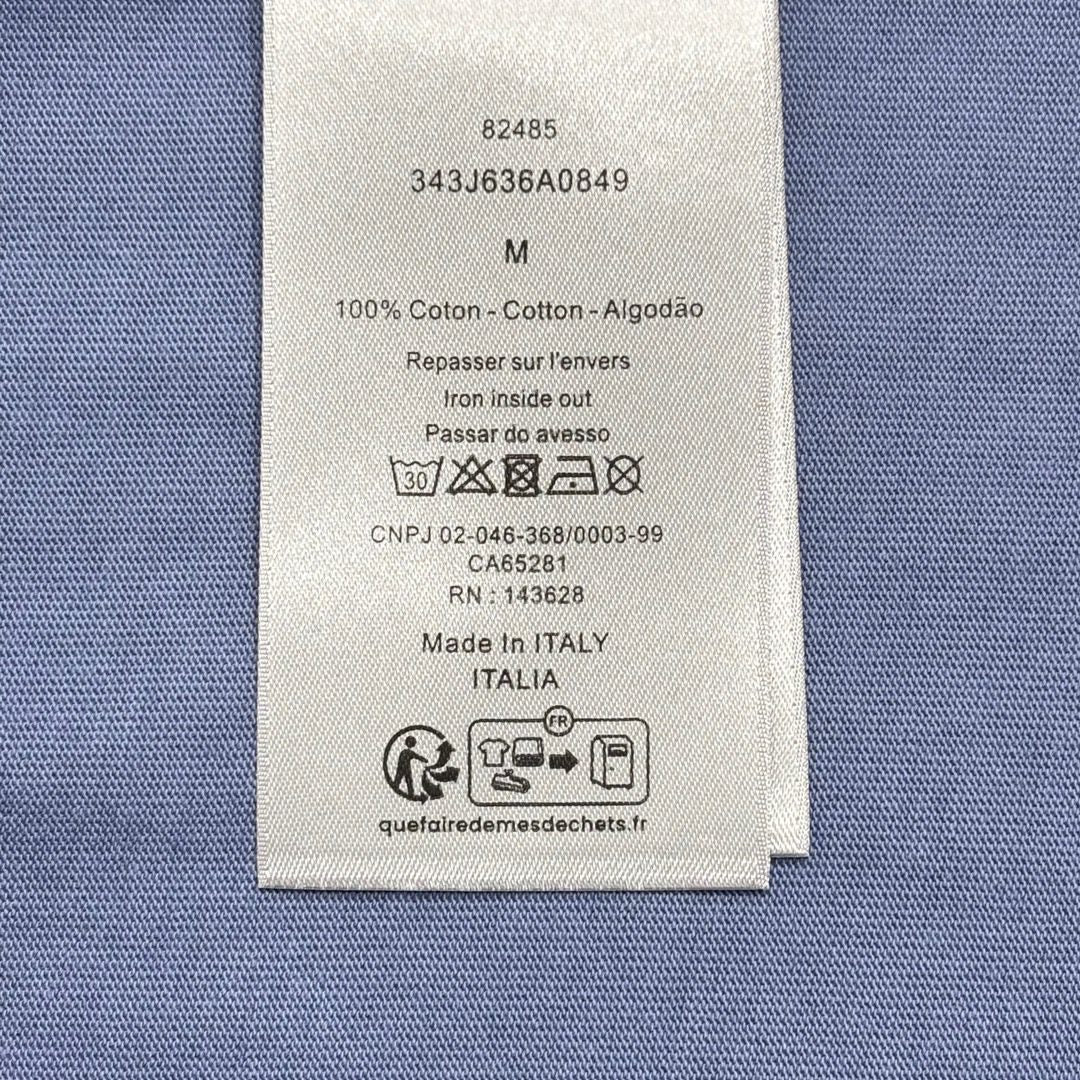 82485
343J636A0849
M
100% Coton - Cotton - Algodão
Repasser sur l'envers
Iron inside out
Passar do avesso
30
CNPJ 02-046-368/0003-99
CA65281
RN : 143628
Made In ITALY
ITALIA
FR
quefairedemesdechets.fr